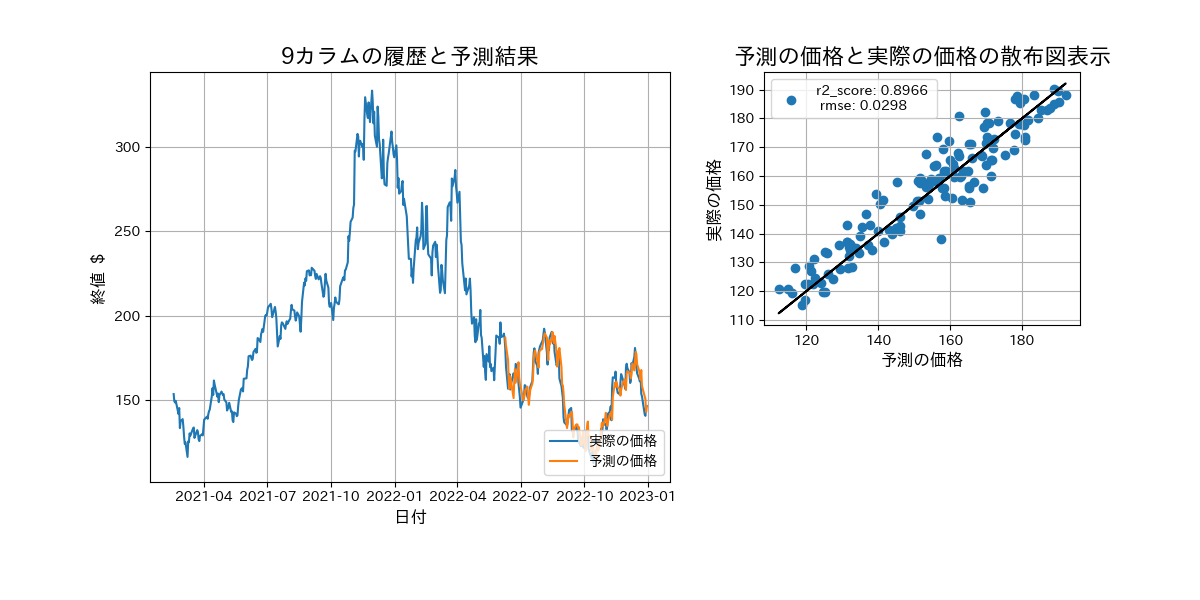 9カラムの履歴と予測結果
終値 $
300
250
200
150
2021-04 2021-07 2021-10 2022-01 2022-04 2022-07 2022-10 2023-01
日付
実際の価格
予測の価格
予測の価格と実際の価格の散布図表示
実際の価格
190
180
170
160
150
140
130
120
110
r2_score: 0.8966
rmse: 0.0298
120 140 160 180
予測の価格